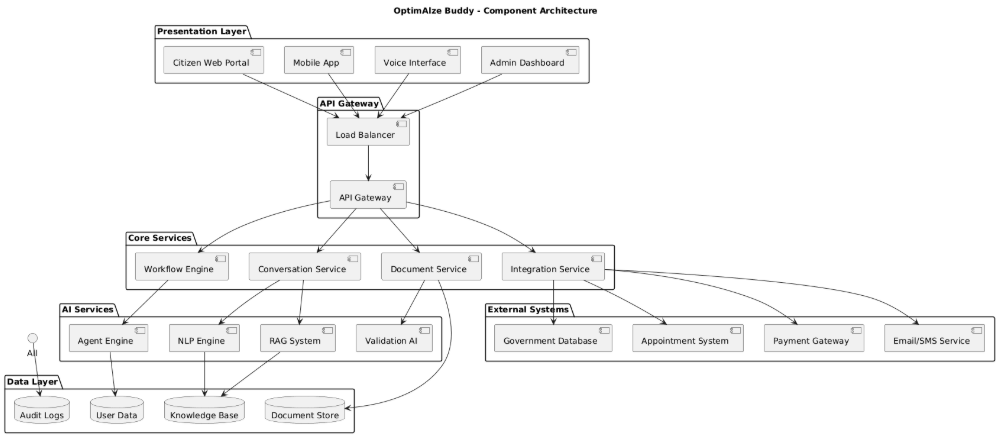 OptimAIze Buddy - Component Architecture
Presentation Layer
Citizen Web Portal
Mobile App
Voice Interface
Admin Dashboard
API Gateway
Load Balancer
API Gateway
Core Services
Workflow Engine
Conversation Service
Document Service
Integration Service
AI Services
Agent Engine
NLP Engine
RAG System
Validation AI
External Systems
Government Database
Appointment System
Payment Gateway
Email/SMS Service
All
Data Layer
Audit Logs
User Data
Knowledge Base
Document Store